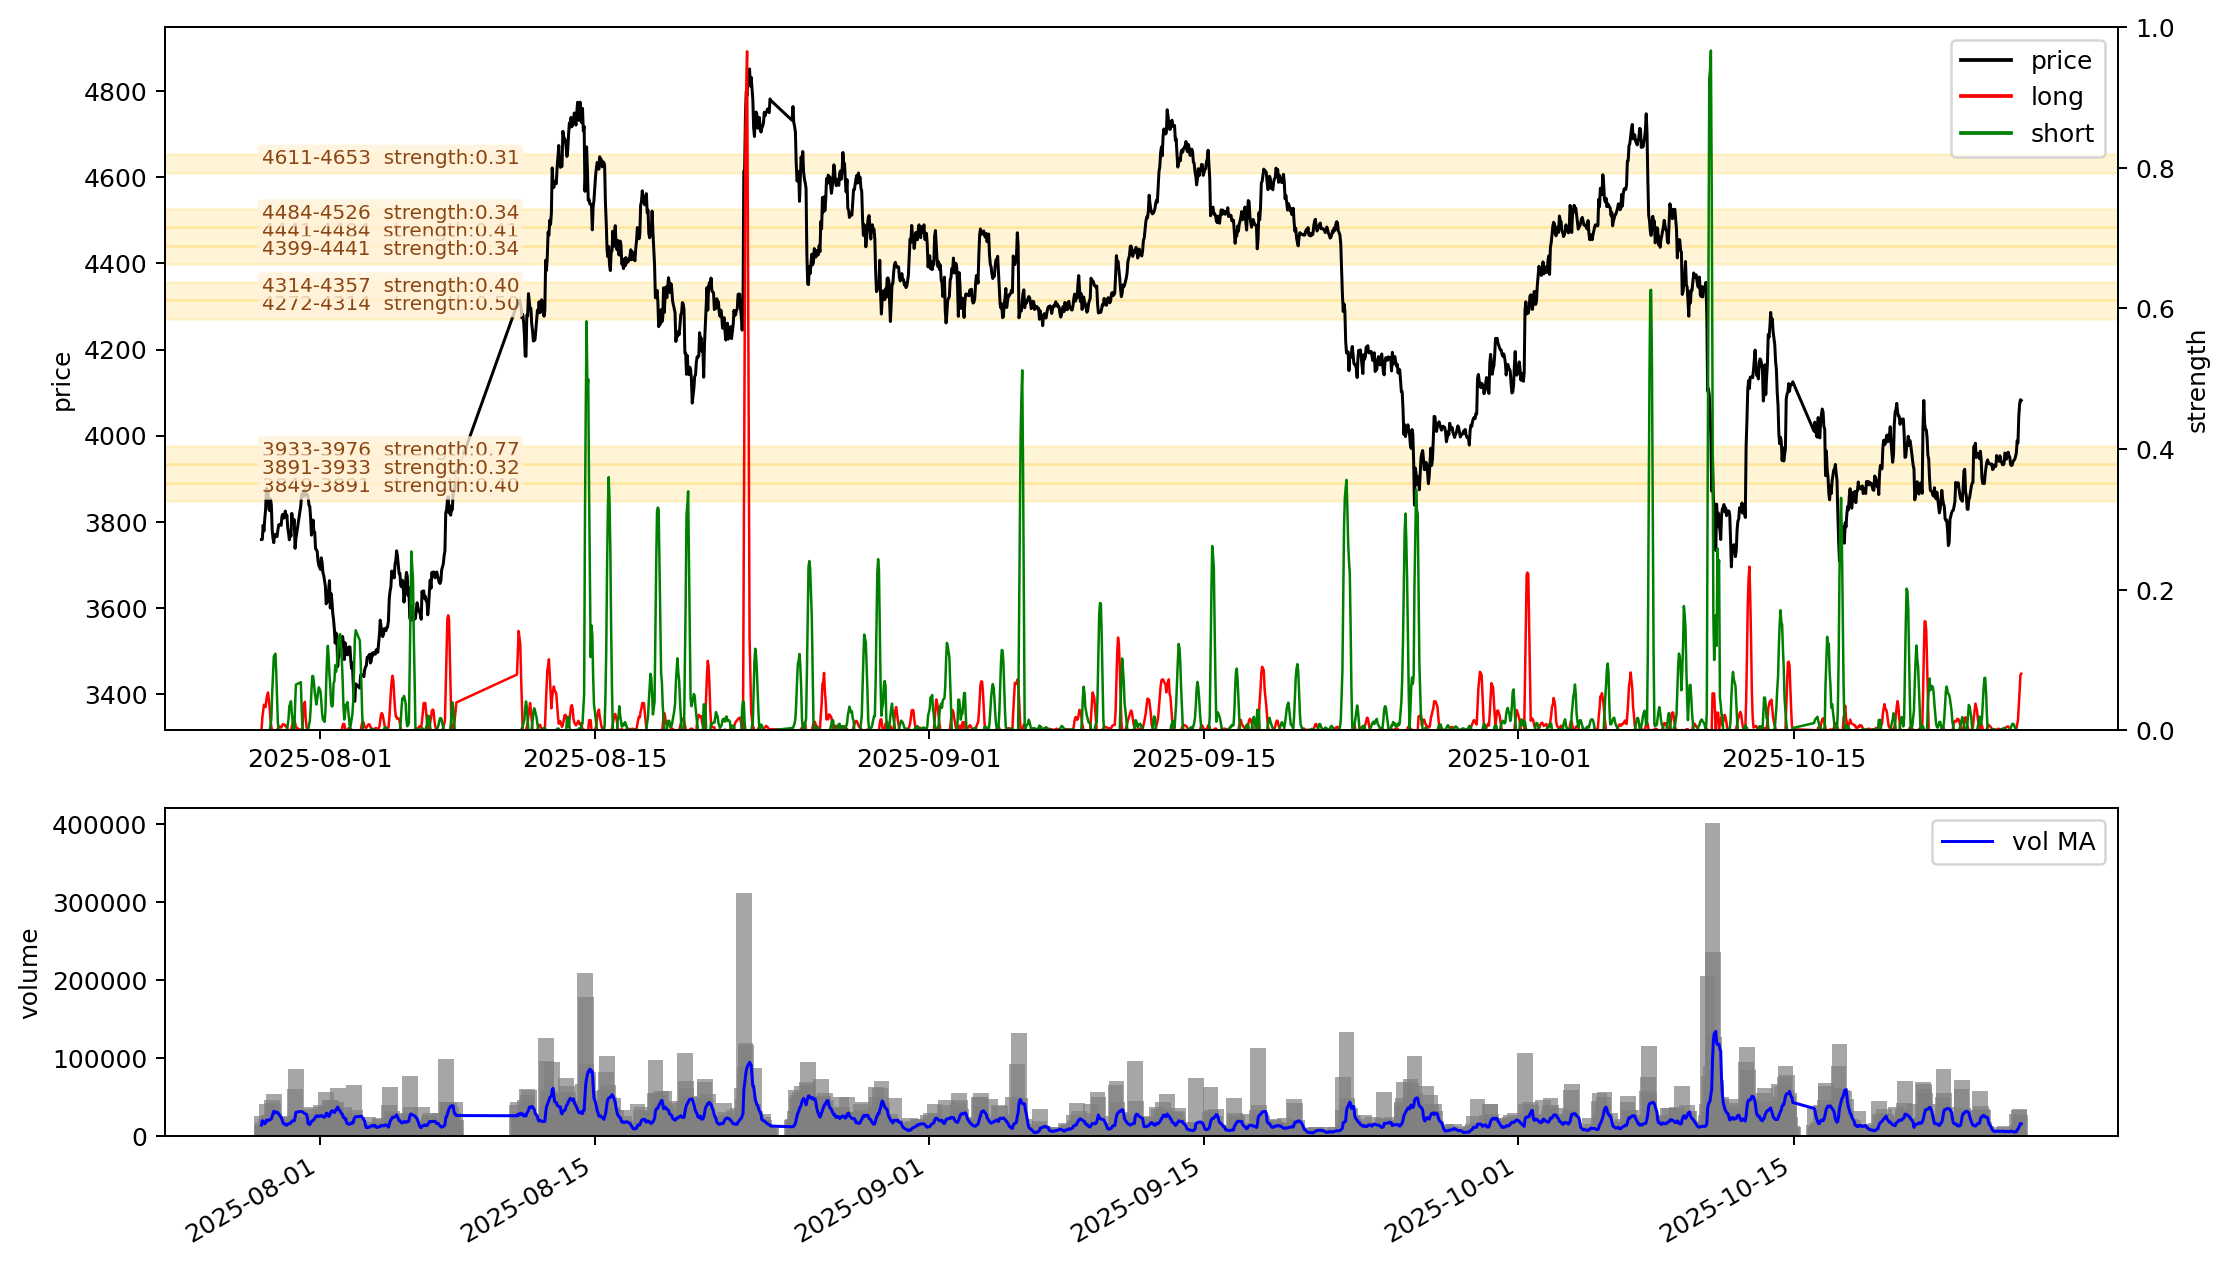 price
long
short
4611-4653 strength:0.31
4484-4526 strength:0.34
4441-4484 strength:0.41
4399-4441 strength:0.34
4314-4357 strength:0.40
4272-4314 strength:0.50
3933-3976 strength:0.77
3891-3933 strength:0.32
3849-3891 strength:0.40
4800
4600
4400
4200
4000
3800
3600
3400
price
1.0
0.8
0.6
0.4
0.2
0.0
strength
2025-08-01
2025-08-15
2025-09-01
2025-09-15
2025-10-01
2025-10-15
vol MA
400000
300000
200000
100000
0
volume
2025-08-01
2025-08-15
2025-09-01
2025-09-15
2025-10-01
2025-10-15